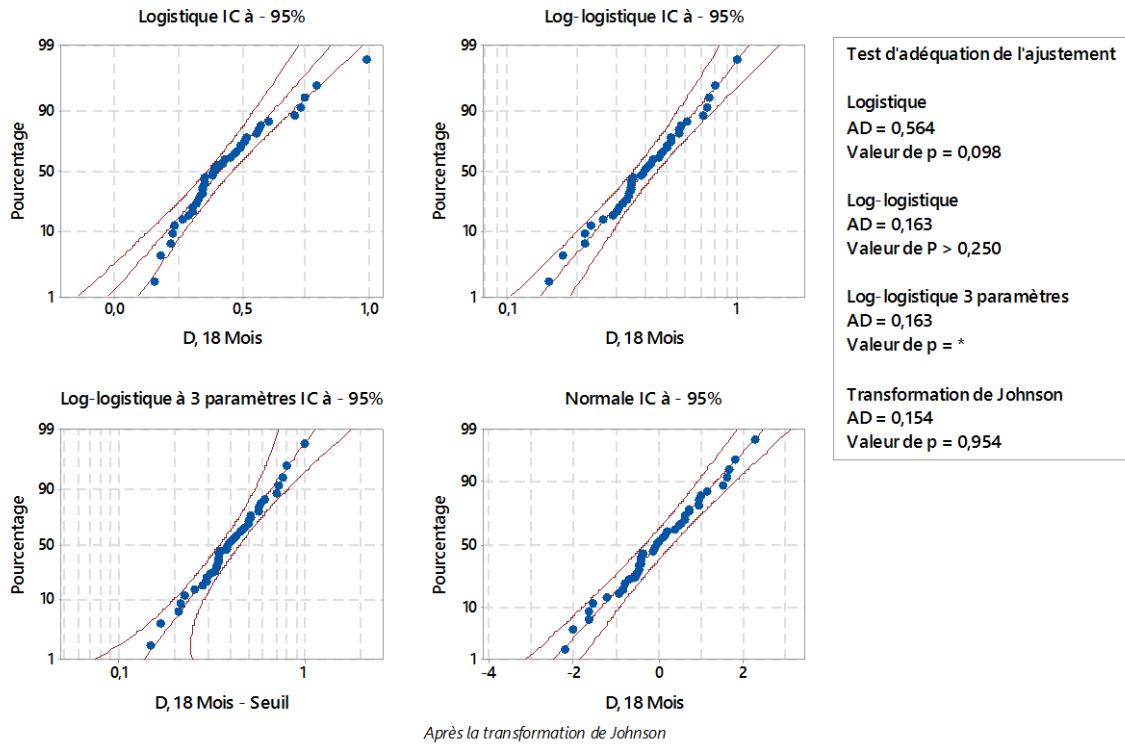 Logistique IC à - 95%
99
90
50
10
1
Pourcentage
0,0
0,5
1,0
D, 18 Mois
Log-logistique IC à - 95%
99
90
50
10
1
Pourcentage
0,1
1
D, 18 Mois
Test d'adéquation de l'ajustement
Logistique
AD = 0,564
Valeur de p = 0,098
Log-logistique
AD = 0,163
Valeur de P > 0,250
Log-logistique 3 paramètres
AD = 0,163
Valeur de p = *
Transformation de Johnson
AD = 0,154
Valeur de p = 0,954
Log-logistique à 3 paramètres IC à - 95%
99
90
50
10
1
Pourcentage
0,1
1
D, 18 Mois - Seuil
Normale IC à - 95%
99
90
50
10
1
Pourcentage
-4
-2
0
2
D, 18 Mois
Après la transformation de Johnson